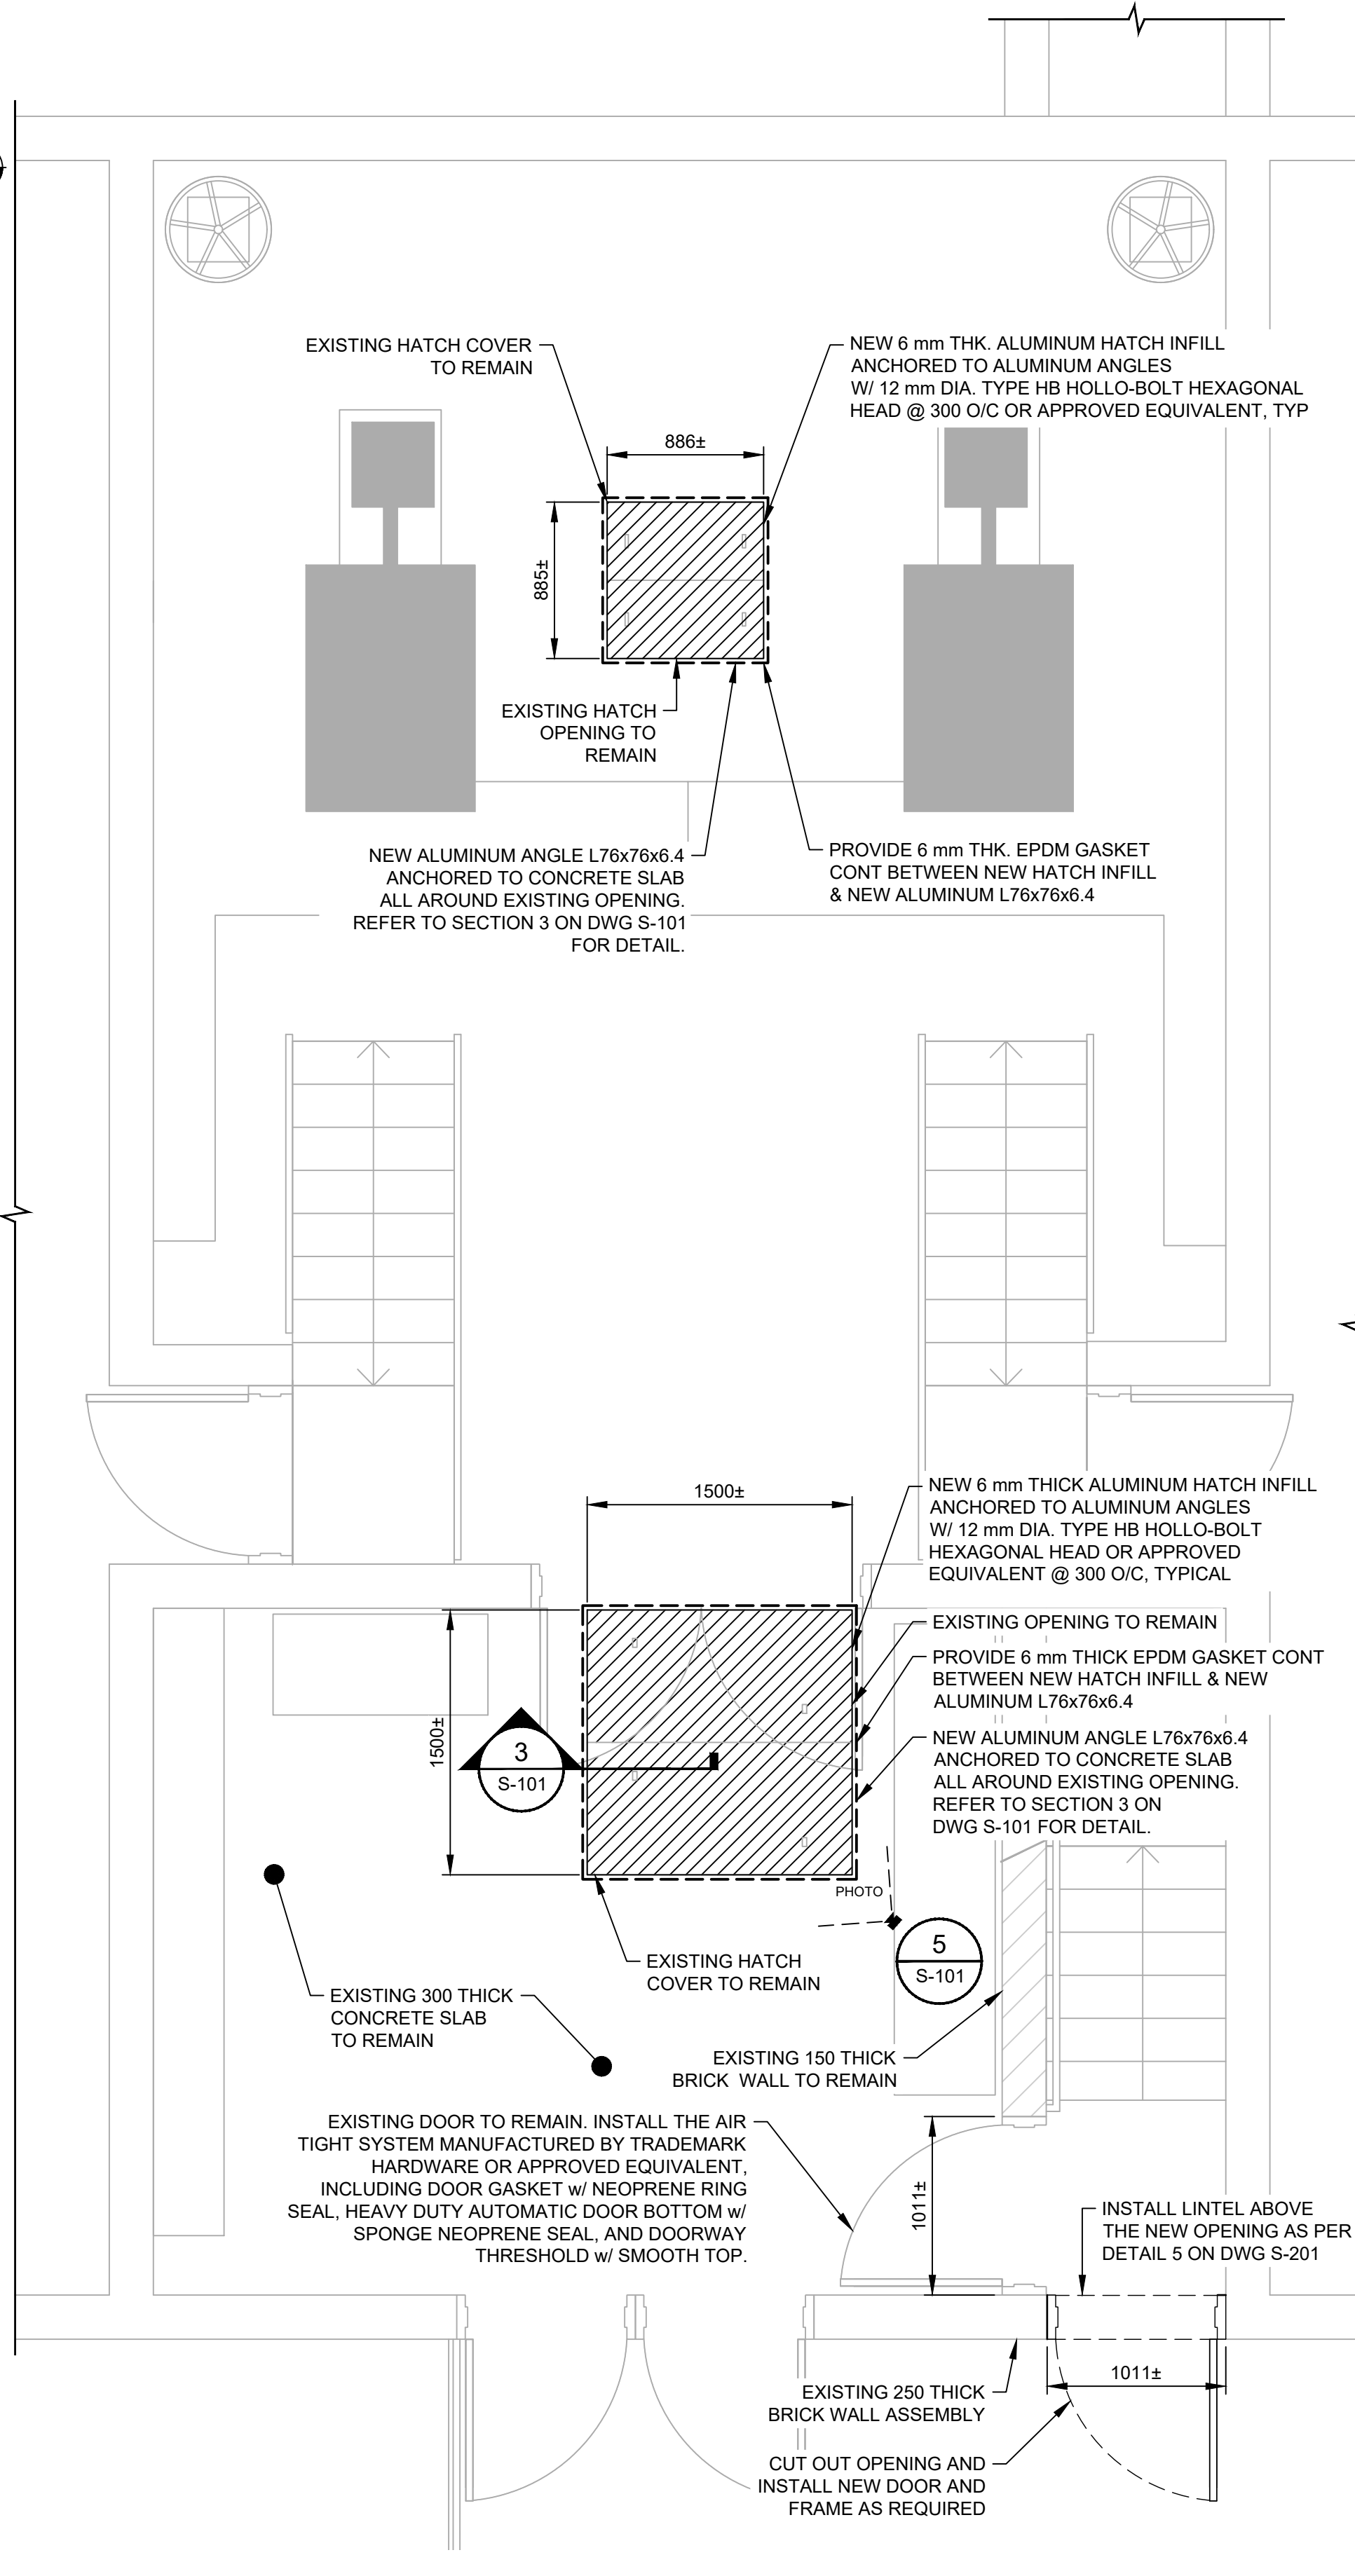 EXISTING HATCH COVER
TO REMAIN
NEW 6 mm THK. ALUMINUM HATCH INFILL
ANCHORED TO ALUMINUM ANGLES
W/ 12 mm DIA. TYPE HB HOLLO-BOLT HEXAGONAL
HEAD @ 300 O/C OR APPROVED EQUIVALENT, TYP
886±
885±
EXISTING HATCH
OPENING TO
REMAIN
NEW ALUMINUM ANGLE L76x76x6.4
ANCHORED TO CONCRETE SLAB
ALL AROUND EXISTING OPENING.
REFER TO SECTION 3 ON DWG S-101
FOR DETAIL.
PROVIDE 6 mm THK. EPDM GASKET
CONT BETWEEN NEW HATCH INFILL
& NEW ALUMINUM L76x76x6.4
NEW 6 mm THICK ALUMINUM HATCH INFILL
ANCHORED TO ALUMINUM ANGLES
W/ 12 mm DIA. TYPE HB HOLLO-BOLT
HEXAGONAL HEAD OR APPROVED
EQUIVALENT @ 300 O/C, TYPICAL
1500±
1500±
EXISTING OPENING TO REMAIN
PROVIDE 6 mm THICK EPDM GASKET CONT
BETWEEN NEW HATCH INFILL & NEW
ALUMINUM L76x76x6.4
NEW ALUMINUM ANGLE L76x76x6.4
ANCHORED TO CONCRETE SLAB
ALL AROUND EXISTING OPENING.
REFER TO SECTION 3 ON
DWG S-101 FOR DETAIL.
3
S-101
PHOTO
5
S-101
EXISTING HATCH
COVER TO REMAIN
EXISTING 300 THICK
CONCRETE SLAB
TO REMAIN
EXISTING 150 THICK
BRICK WALL TO REMAIN
EXISTING DOOR TO REMAIN. INSTALL THE AIR
TIGHT SYSTEM MANUFACTURED BY TRADEMARK
HARDWARE OR APPROVED EQUIVALENT,
INCLUDING DOOR GASKET w/ NEOPRENE RING
SEAL, HEAVY DUTY AUTOMATIC DOOR BOTTOM w/
SPONGE NEOPRENE SEAL, AND DOORWAY
THRESHOLD w/ SMOOTH TOP.
1011±
INSTALL LINTEL ABOVE
THE NEW OPENING AS PER
DETAIL 5 ON DWG S-201
1011±
EXISTING 250 THICK
BRICK WALL ASSEMBLY
CUT OUT OPENING AND
INSTALL NEW DOOR AND
FRAME AS REQUIRED